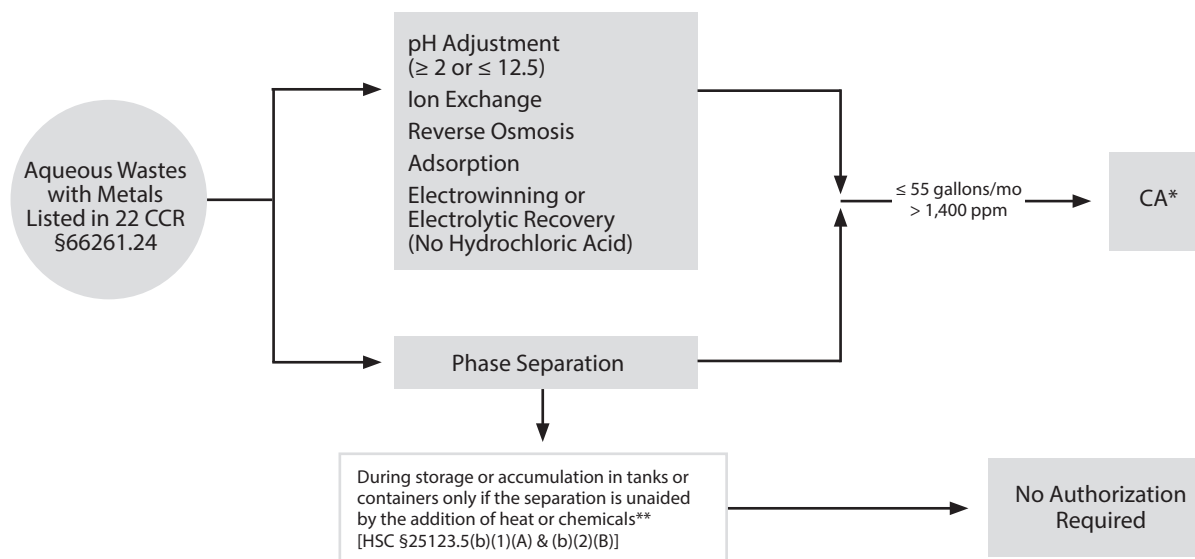 Aqueous Wastes
with Metals
Listed in 22 CCR
§66261.24
pH Adjustment
(≥ 2 or ≤ 12.5)
Ion Exchange
Reverse Osmosis
Adsorption
Electrowinning or
Electrolytic Recovery
(No Hydrochloric Acid)
≤ 55 gallons/mo
> 1,400 ppm
CA*
Phase Separation
During storage or accumulation in tanks or
containers only if the separation is unaided
by the addition of heat or chemicals**
[HSC §25123.5(b)(1)(A) & (b)(2)(B)]
No Authorization
Required